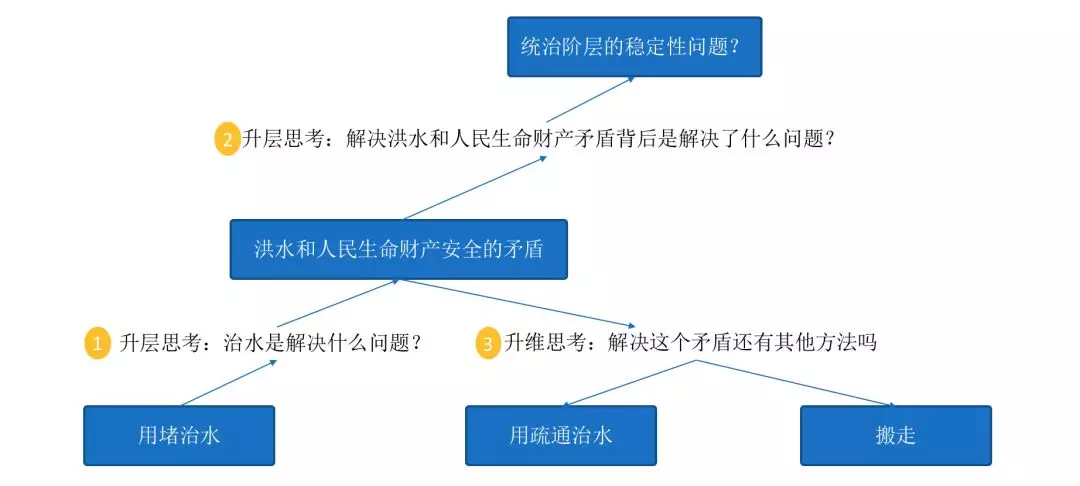 统治阶层的稳定性问题？
2 升层思考：解决洪水和人民生命财产矛盾背后是解决了什么问题？
洪水和人民生命财产安全的矛盾
1 升层思考：治水是解决什么问题？
3 升维思考：解决这个矛盾还有其他方法吗
用堵治水
用疏通治水
搬走